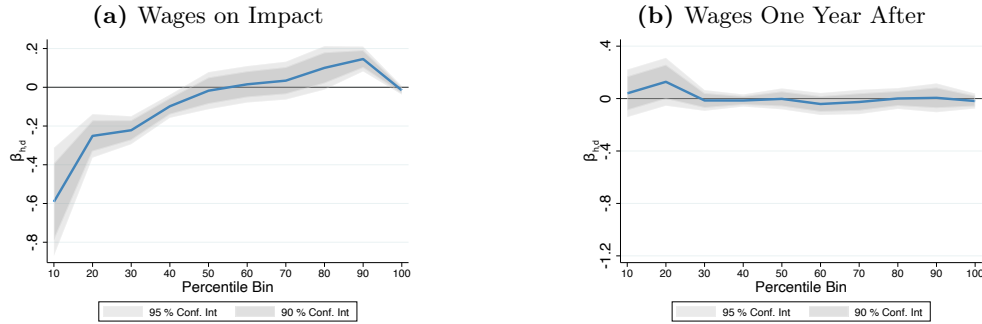 (a) Wages on Impact
.2
0
-.2
-.4
-.6
-.8
βh,d
10 20 30 40 50 60 70 80 90 100
Percentile Bin
95 % Conf. Int 90 % Conf. Int
(b) Wages One Year After
.4
0
-.4
-.8
-1.2
βh,d
10 20 30 40 50 60 70 80 90 100
Percentile Bin
95 % Conf. Int 90 % Conf. Int